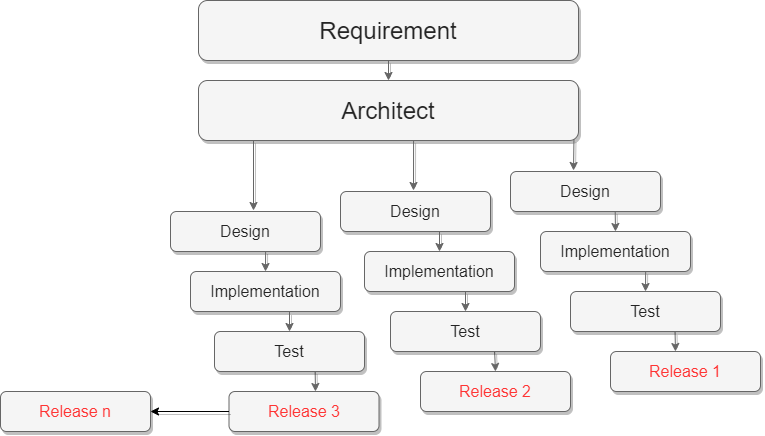 Requirement
Architect
Design
Implementation
Test
Release 1
Design
Implementation
Test
Release 2
Design
Implementation
Test
Release 3
Release n